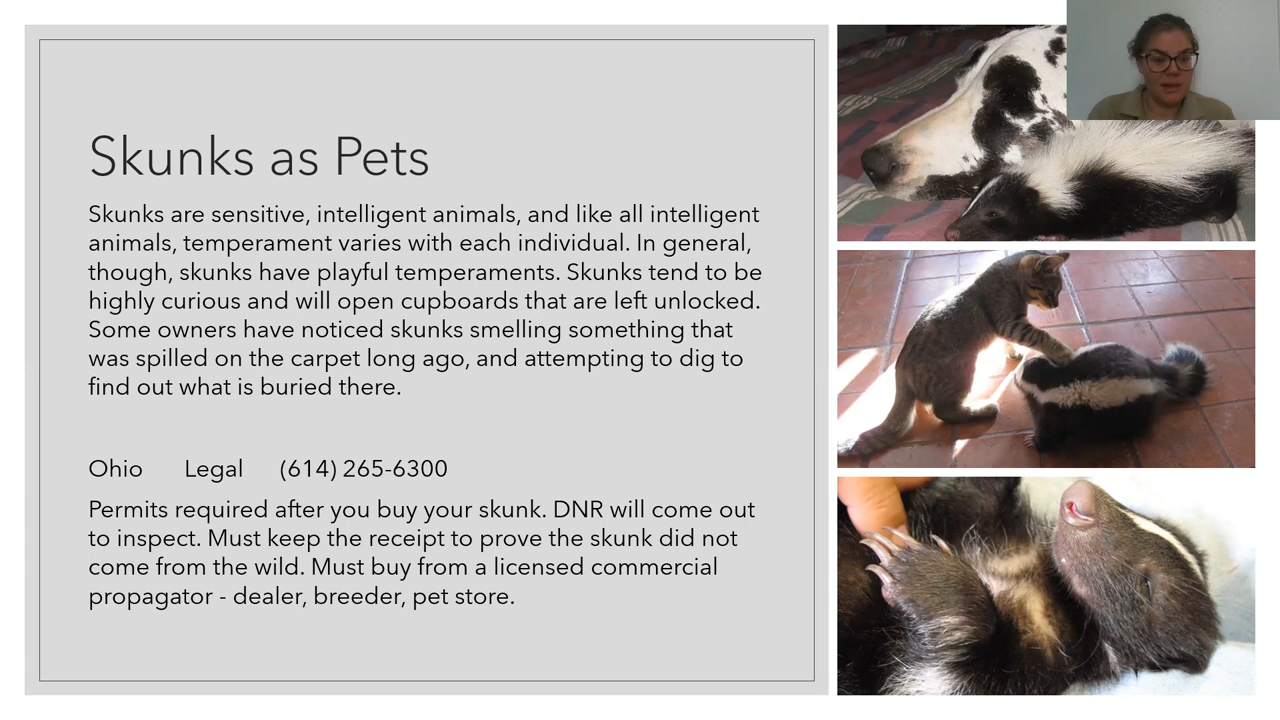 Skunks as Pets
Skunks are sensitive, intelligent animals, and like all intelligent
animals, temperament varies with each individual. In general,
though, skunks have playful temperaments. Skunks tend to be
highly curious and will open cupboards that are left unlocked.
Some owners have noticed skunks smelling something that
was spilled on the carpet long ago, and attempting to dig to
find out what is buried there.
Ohio Legal (614) 265-6300
Permits required after you buy your skunk. DNR will come out
to inspect. Must keep the receipt to prove the skunk did not
come from the wild. Must buy from a licensed commercial
propagator - dealer, breeder, pet store.